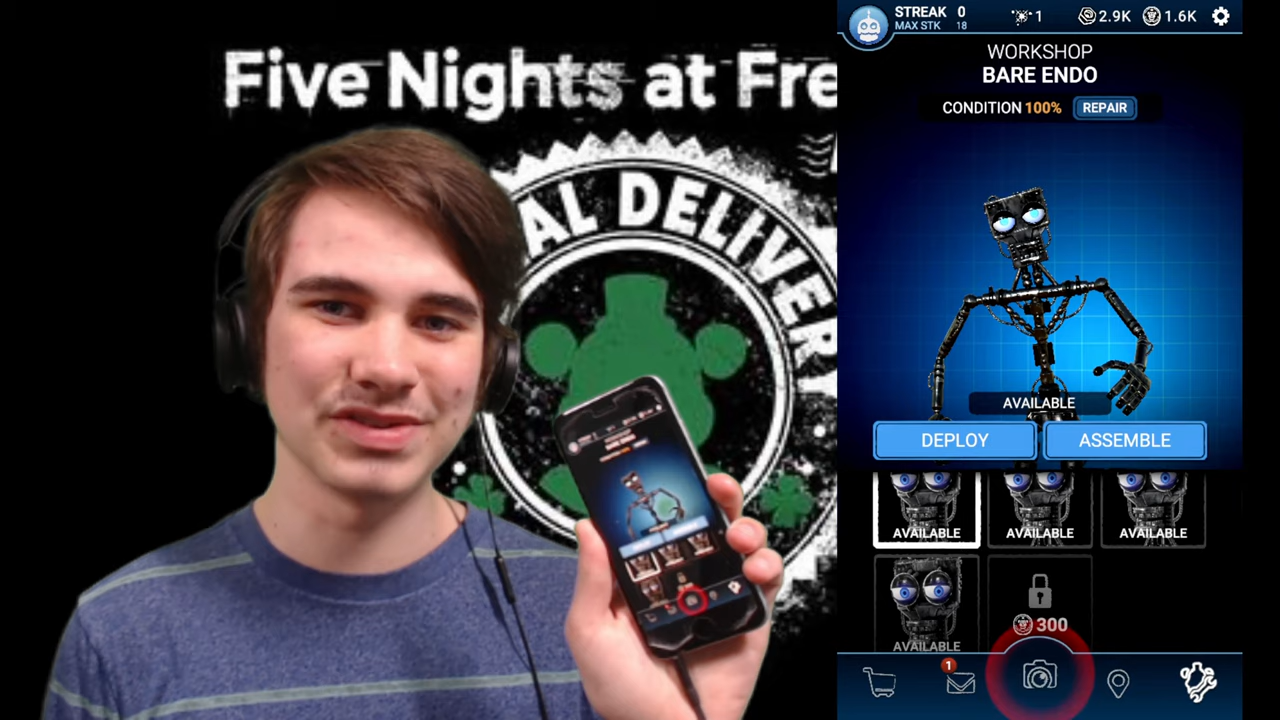 Five Nights at Fre
AL DELIVERY
STREAK 0
MAX STK 18
1
2.9K
1.6K
WORKSHOP
BARE ENDO
CONDITION 100% REPAIR
AVAILABLE
DEPLOY
ASSEMBLE
AVAILABLE
AVAILABLE
AVAILABLE
AVAILABLE
300
1